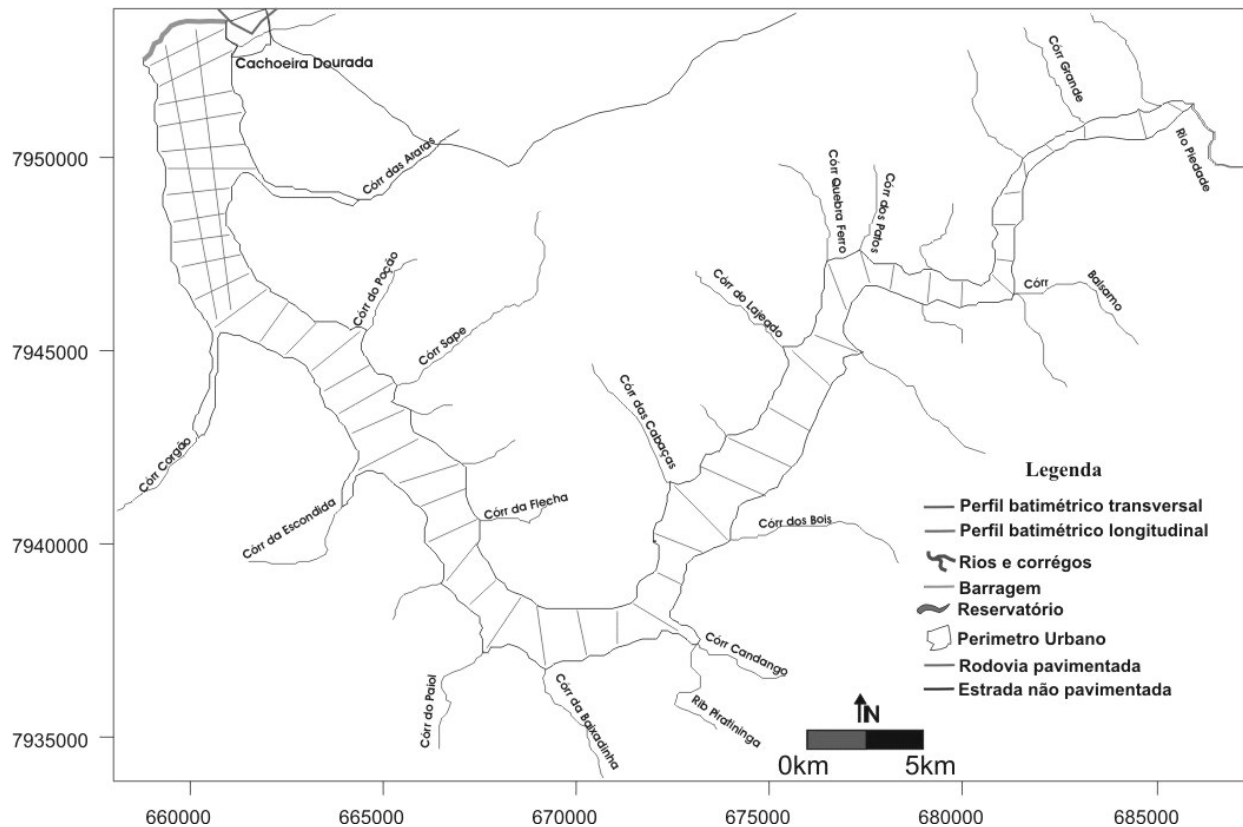 Córr Grande
Cachoeira Dourada
Rio Piedade
7950000
Córr das Araras
Córr Quebra Ferro
Córr dos Patos
Córr do Poção
Córr do Lajeado
Córr
Balsamo
Córr Sape
7945000
Córr das Cabaças
Córr Corgão
Legenda
Córr da Flecha
Perfil batimétrico transversal
Córr da Escondida
Córr dos Bois
Perfil batimétrico longitudinal
7940000
Rios e corrégos
Barragem
Reservatório
Perimetro Urbano
Córr Candango
Rodovia pavimentada
Estrada não pavimentada
Córr do Paiol
Córr da Baixadinha
Rib Piratininga
N
7935000
0km 5km
660000 665000 670000 675000 680000 685000